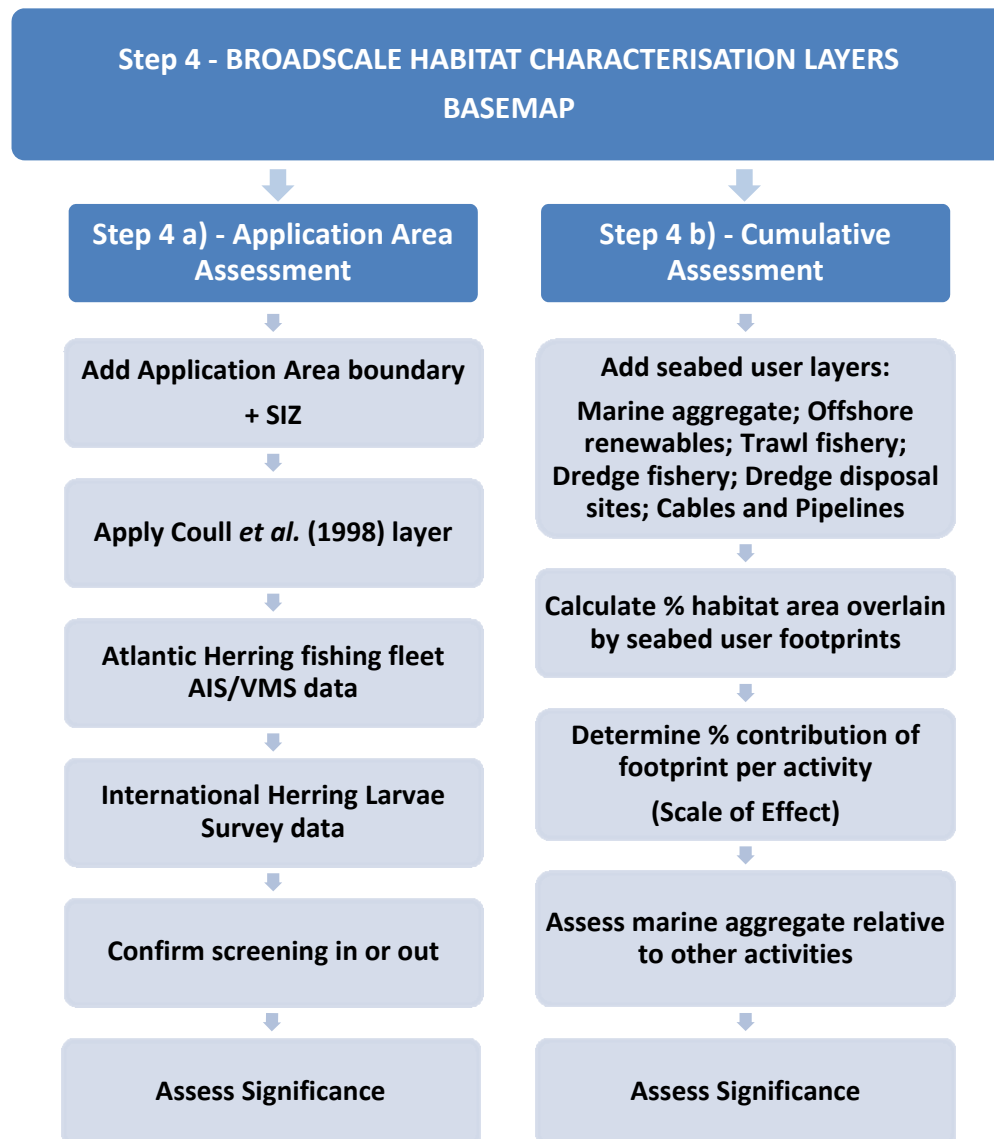 Step 4 - BROADSCALE HABITAT CHARACTERISATION LAYERS
BASEMAP
Step 4 a) - Application Area
Assessment
Add Application Area boundary
+ SIZ
Apply Coull et al. (1998) layer
Atlantic Herring fishing fleet
AIS/VMS data
International Herring Larvae
Survey data
Confirm screening in or out
Assess Significance
Step 4 b) - Cumulative
Assessment
Add seabed user layers:
Marine aggregate; Offshore
renewables; Trawl fishery;
Dredge fishery; Dredge disposal
sites; Cables and Pipelines
Calculate % habitat area overlain
by seabed user footprints
Determine % contribution of
footprint per activity
(Scale of Effect)
Assess marine aggregate relative
to other activities
Assess Significance